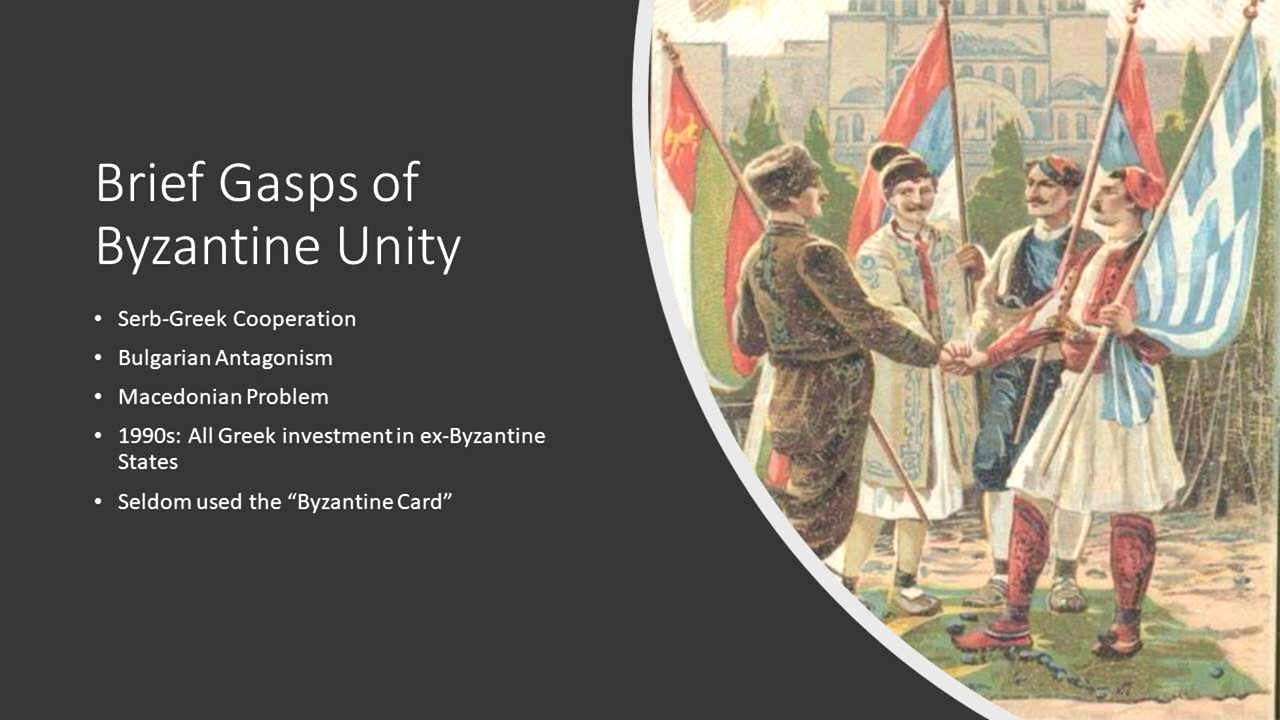 Brief Gasps of
Byzantine Unity
• Serb-Greek Cooperation
• Bulgarian Antagonism
• Macedonian Problem
• 1990s: All Greek investment in ex-Byzantine
States
• Seldom used the “Byzantine Card”